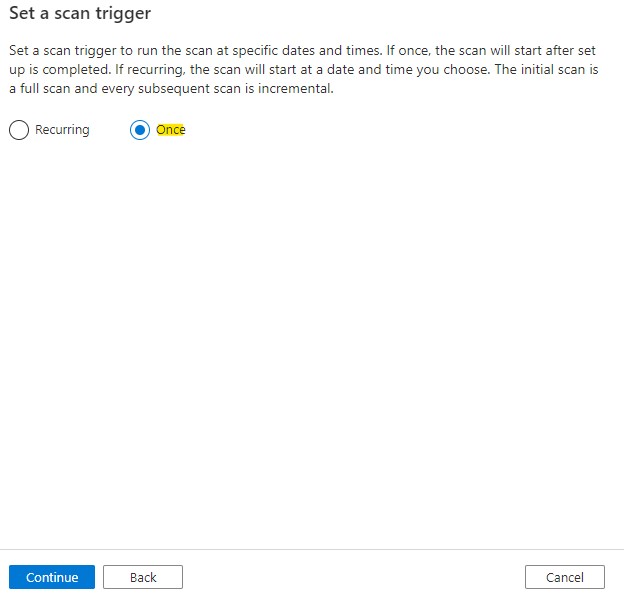 Set a scan trigger
Set a scan trigger to run the scan at specific dates and times. If once, the scan will start after set
up is completed. If recurring, the scan will start at a date and time you choose. The initial scan is
a full scan and every subsequent scan is incremental.
Recurring Once
Continue Back Cancel